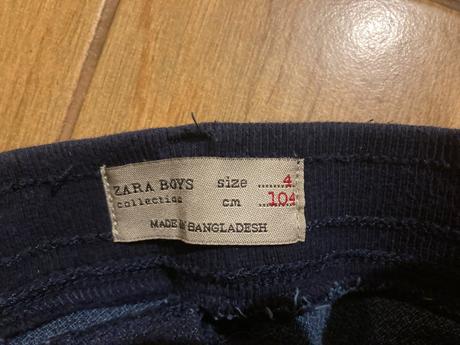 ZARA BOYS size ........4
collection cm ....104
MADE IN BANGLADESH